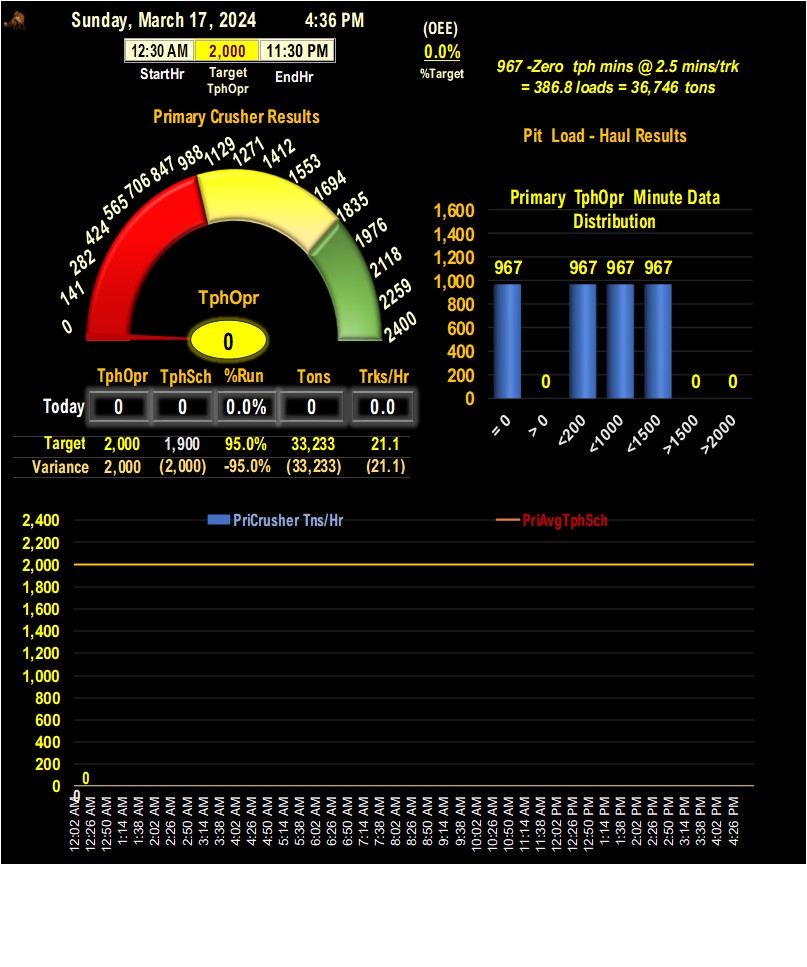 Sunday, March 17, 2024 4:36 PM
(OEE)
12:30 AM 2,000 11:30 PM
0.0%
StartHr Target TphOpr EndHr
%Target
967 -Zero tph mins @ 2.5 mins/trk
= 386.8 loads = 36,746 tons
Primary Crusher Results
Pit Load - Haul Results
0
141
282
424
565
706
847
988
1129
1271
1412
1553
1694
1835
1976
2118
2259
2400
TphOpr
0
Primary TphOpr Minute Data
Distribution
1,600
1,400
1,200
1,000
800
600
400
200
0
967 0 967 967 967 0 0
= 0 > 0 <200 <1000 <1500 >1500 >2000
TphOpr TphSch %Run Tons Trks/Hr
Today 0 0 0.0% 0 0.0
Target 2,000 1,900 95.0% 33,233 21.1
Variance 2,000 (2,000) -95.0% (33,233) (21.1)
PriCrusher Tns/Hr PriAvgTphSch
2,400
2,200
2,000
1,800
1,600
1,400
1,200
1,000
800
600
400
200
0
0
0
12:02 AM
12:26 AM
12:50 AM
1:14 AM
1:38 AM
2:02 AM
2:26 AM
2:50 AM
3:14 AM
3:38 AM
4:02 AM
4:26 AM
4:50 AM
5:14 AM
5:38 AM
6:02 AM
6:26 AM
6:50 AM
7:14 AM
7:38 AM
8:02 AM
8:26 AM
8:50 AM
9:14 AM
9:38 AM
10:02 AM
10:26 AM
10:50 AM
11:14 AM
11:38 AM
12:02 PM
12:26 PM
12:50 PM
1:14 PM
1:38 PM
2:02 PM
2:26 PM
2:50 PM
3:14 PM
3:38 PM
4:02 PM
4:26 PM